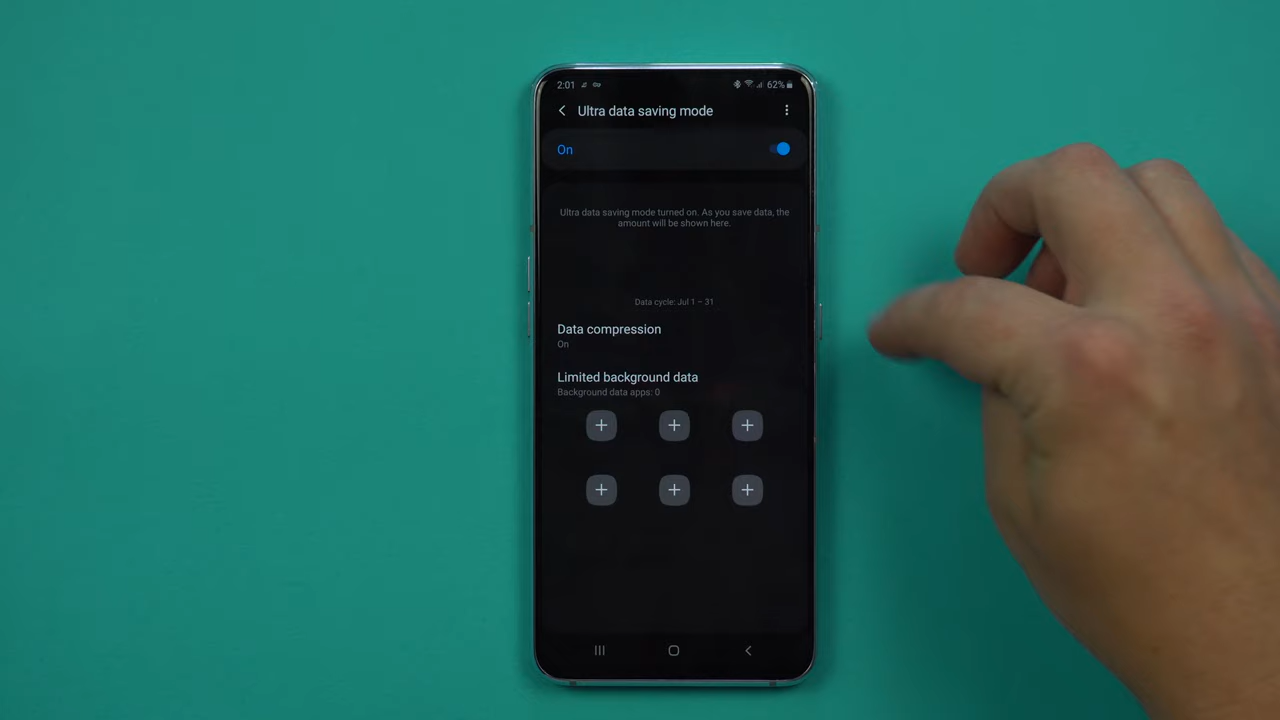 2:01
62%
Ultra data saving mode
On
Ultra data saving mode turned on. As you save data, the
amount will be shown here.
Data cycle: Jul 1 – 31
Data compression
On
Limited background data
Background data apps: 0